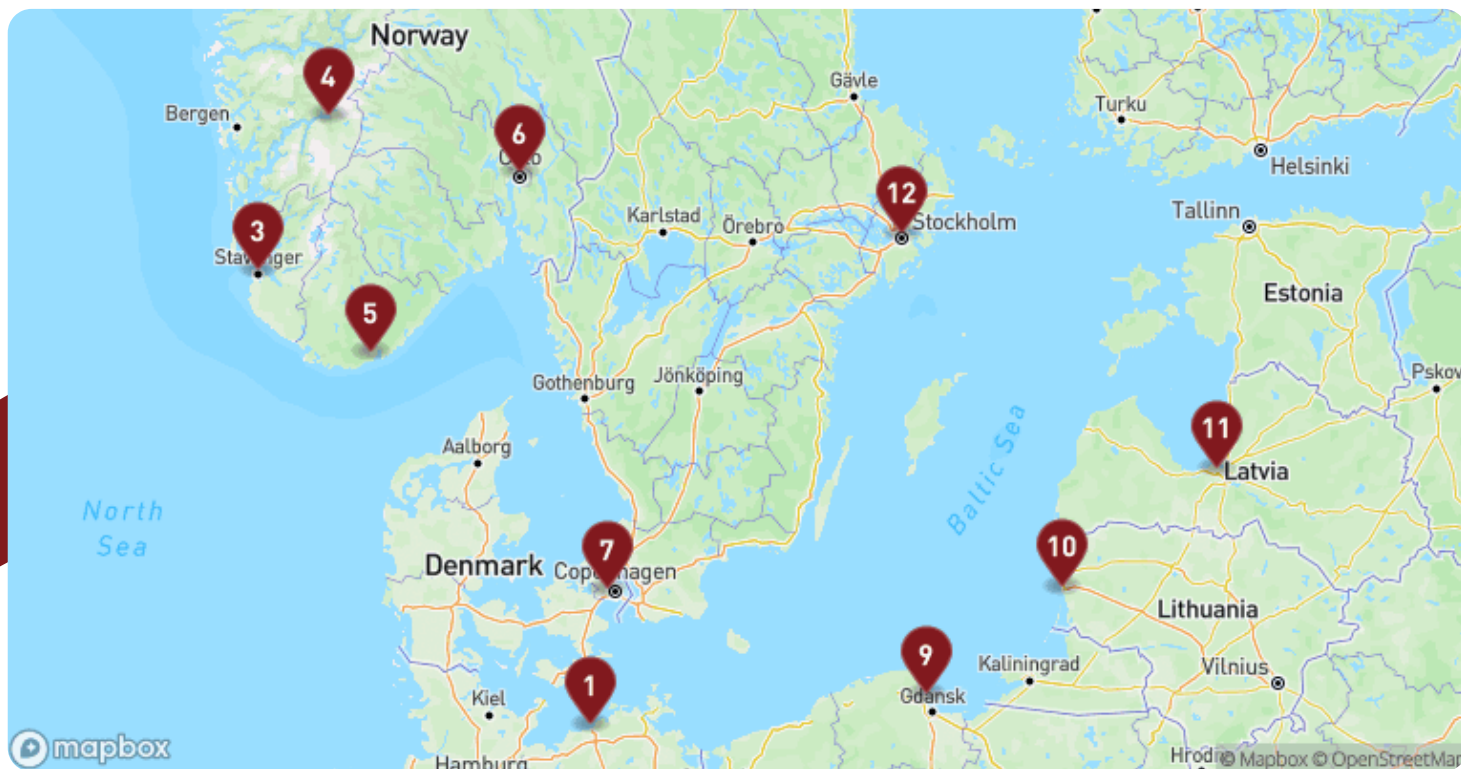 Norway
4
Bergen
6
Gävle
Turku
Helsinki
12
Stockholm
Tallinn
3
Karlstad
Örebro
Estonia
5
Gothenburg
Jönköping
Pskov
Aalborg
11
Latvia
North
Sea
Baltic Sea
7
10
Denmark
Copenhagen
Lithuania
9
Kaliningrad
Vilnius
1
Kiel
Gdansk
mapbox
Hamburg
© Mapbox © OpenStreetMap